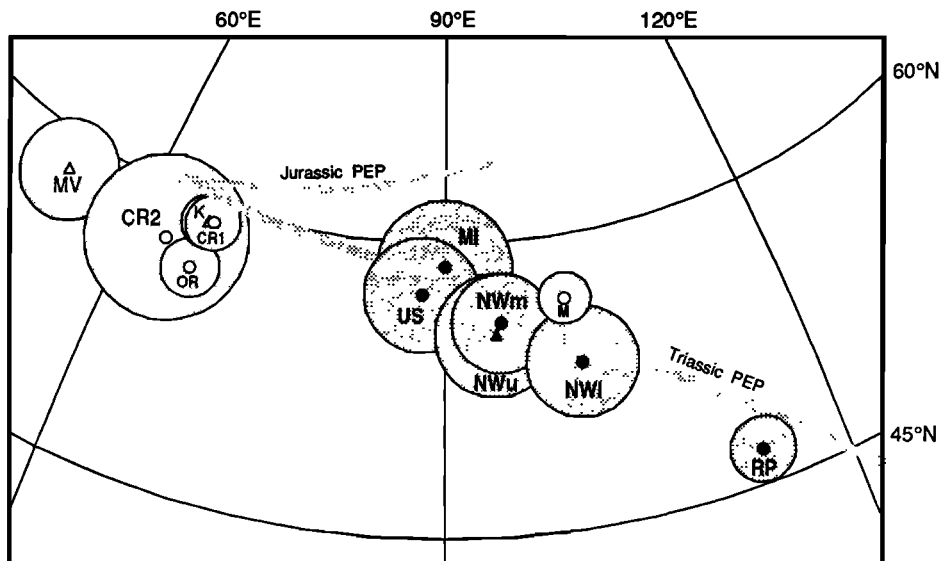 60°E 90°E 120°E
60°N
Jurassic PEP
MV
K
CR2
CR1
MI
OR
NWm
US
M
Triassic PEP
NWu
NWl
45°N
RP